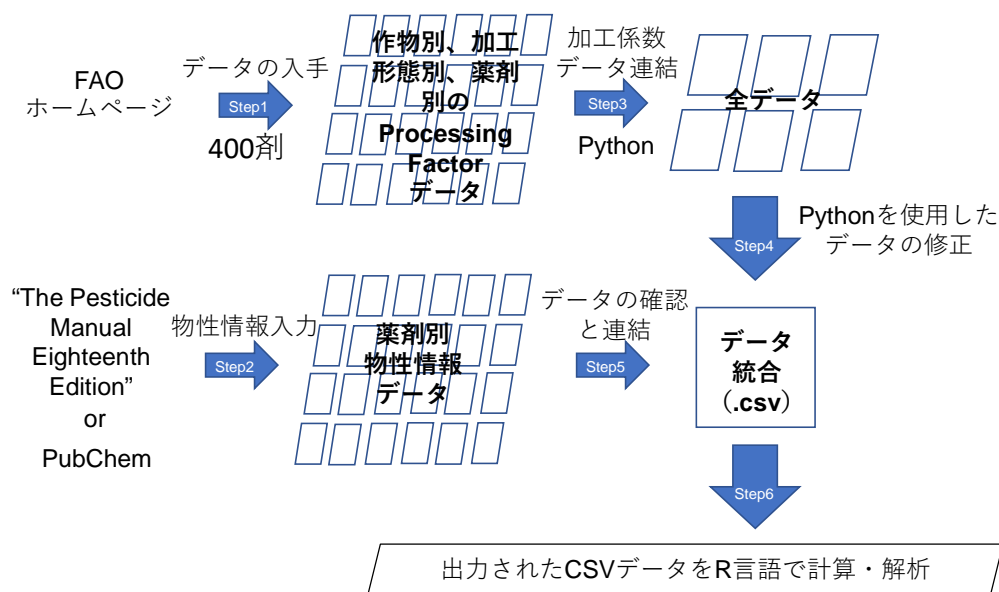 FAO
ホームページ
データの入手
Step1
400剤
作物別、加工
形態別、薬剤
別の
Processing
Factor
データ
加工係数
データ連結
Step3
Python
全データ
Step4
Pythonを使用した
データの修正
“The Pesticide
Manual
Eighteenth
Edition”
or
PubChem
物性情報入力
Step2
薬剤別
物性情報
データ
データの確認
と連結
Step5
データ
統合
（.csv）
Step6
出力されたCSVデータをR言語で計算・解析